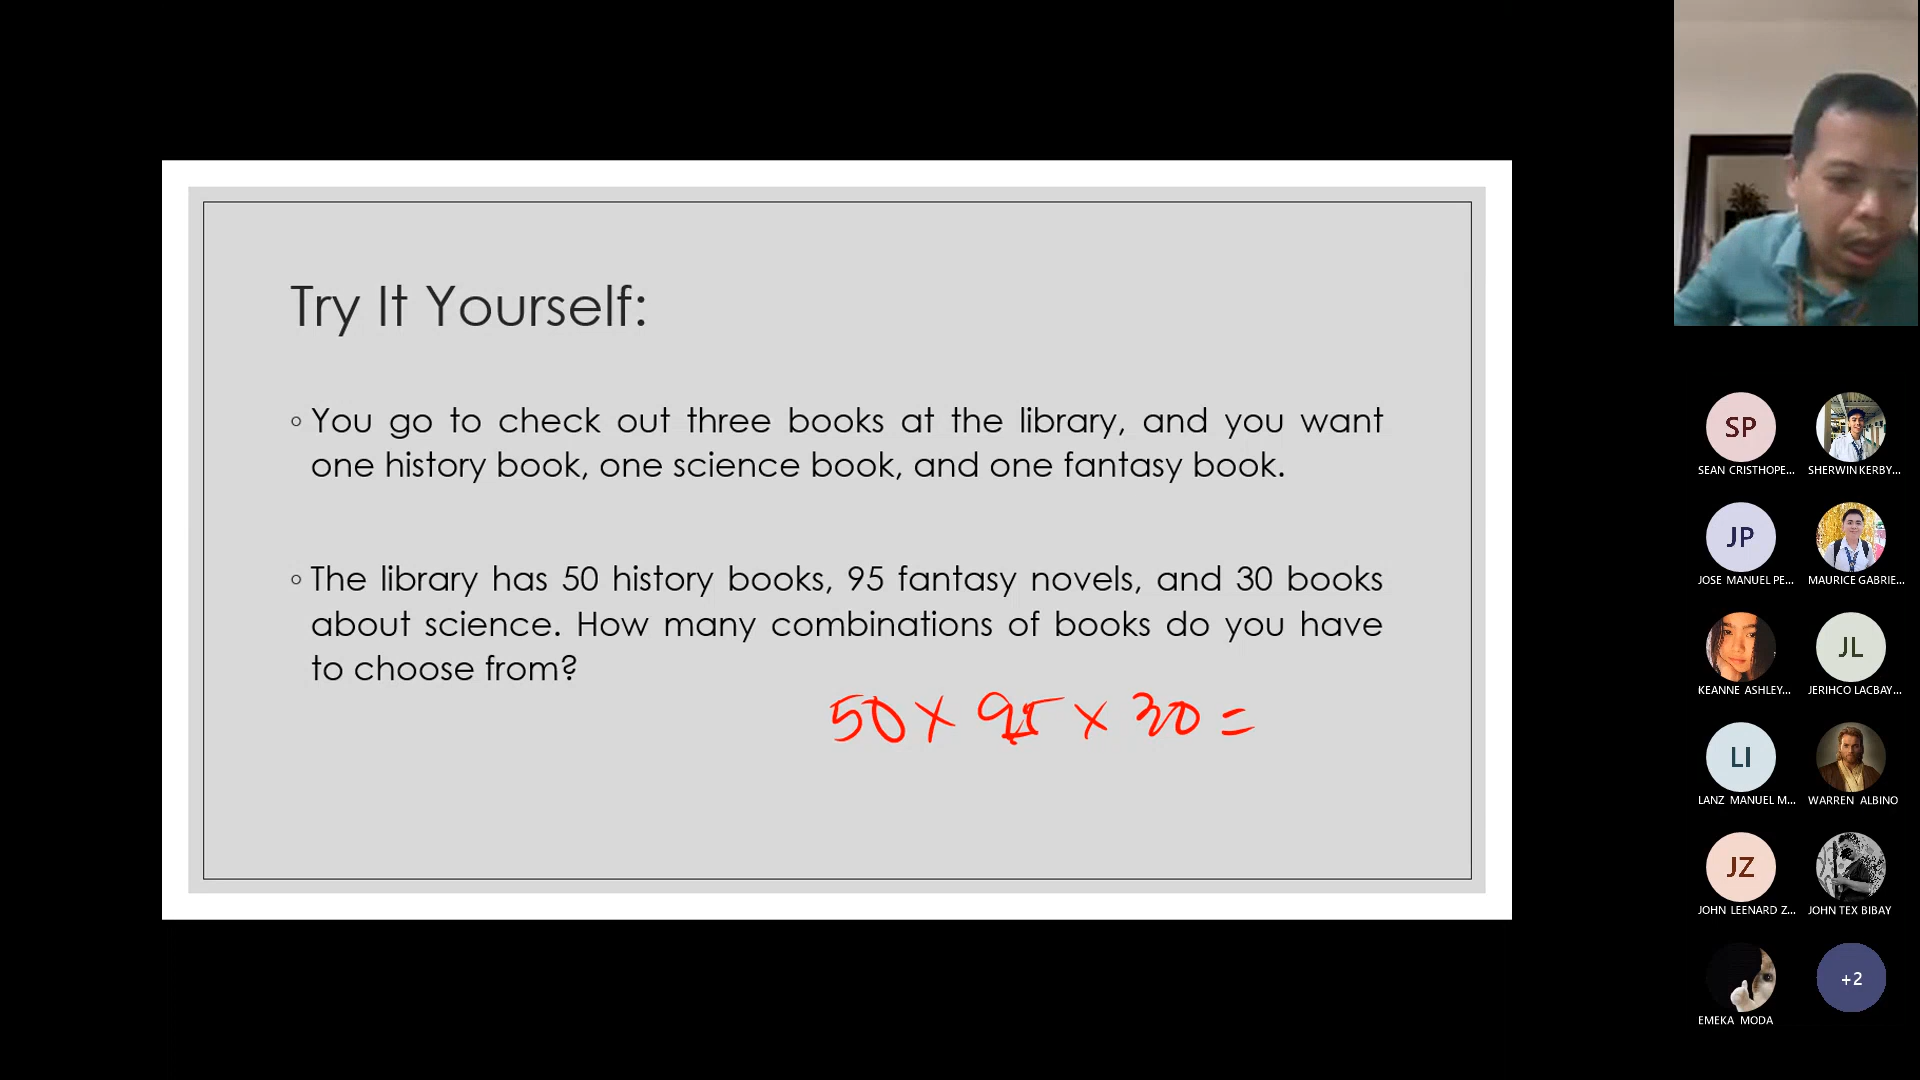 Try It Yourself:
◦ You go to check out three books at the library, and you want
one history book, one science book, and one fantasy book.
◦ The library has 50 history books, 95 fantasy novels, and 30 books
about science. How many combinations of books do you have
to choose from?
50 x 95 x 30 =
SP
SEAN CRISTHOPE...
SHERWIN KERBY...
JP
JOSE MANUEL PE...
MAURICE GABRIE...
KEANNE ASHLEY...
JL
JERIHCO LACBAY...
LI
LANZ MANUEL M...
WARREN ALBINO
JZ
JOHN LEENARD Z...
JOHN TEX BIBAY
EMEKA MODA
+2